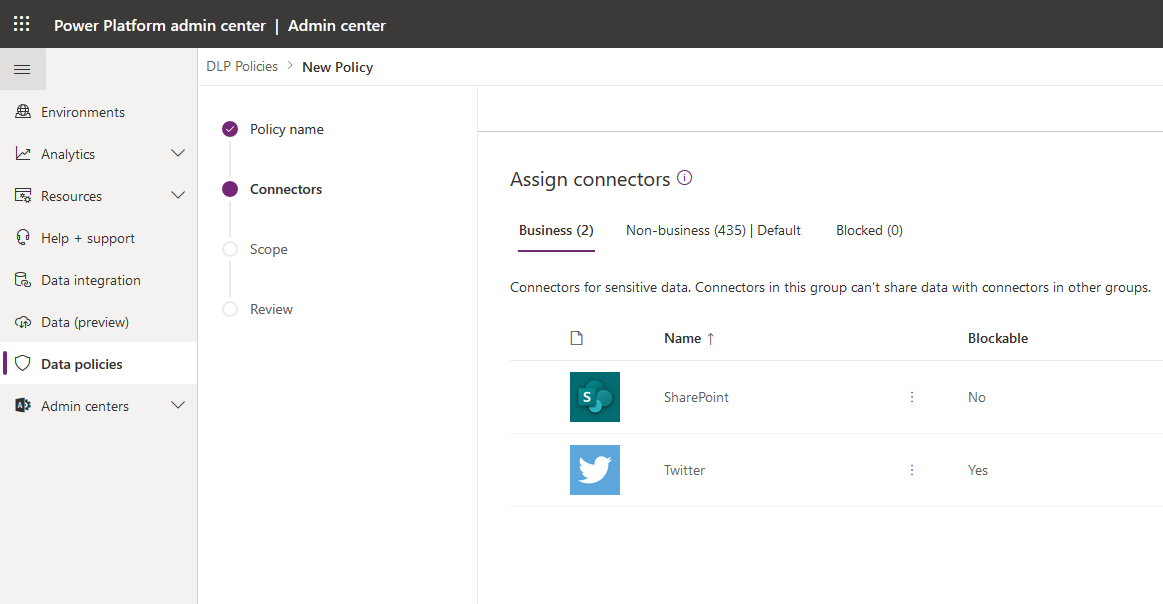 Power Platform admin center | Admin center
DLP Policies > New Policy
Environments
Analytics
Resources
Help + support
Data integration
Data (preview)
Data policies
Admin centers
Policy name
Connectors
Scope
Review
Assign connectors
Business (2) Non-business (435) | Default Blocked (0)
Connectors for sensitive data. Connectors in this group can't share data with connectors in other groups.
Name ↑ Blockable
S SharePoint No
Twitter Yes